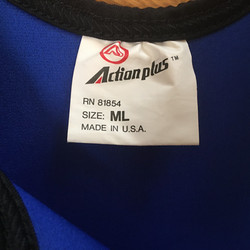 Actionplus™
RN 81854
SIZE: ML
MADE IN U.S.A.